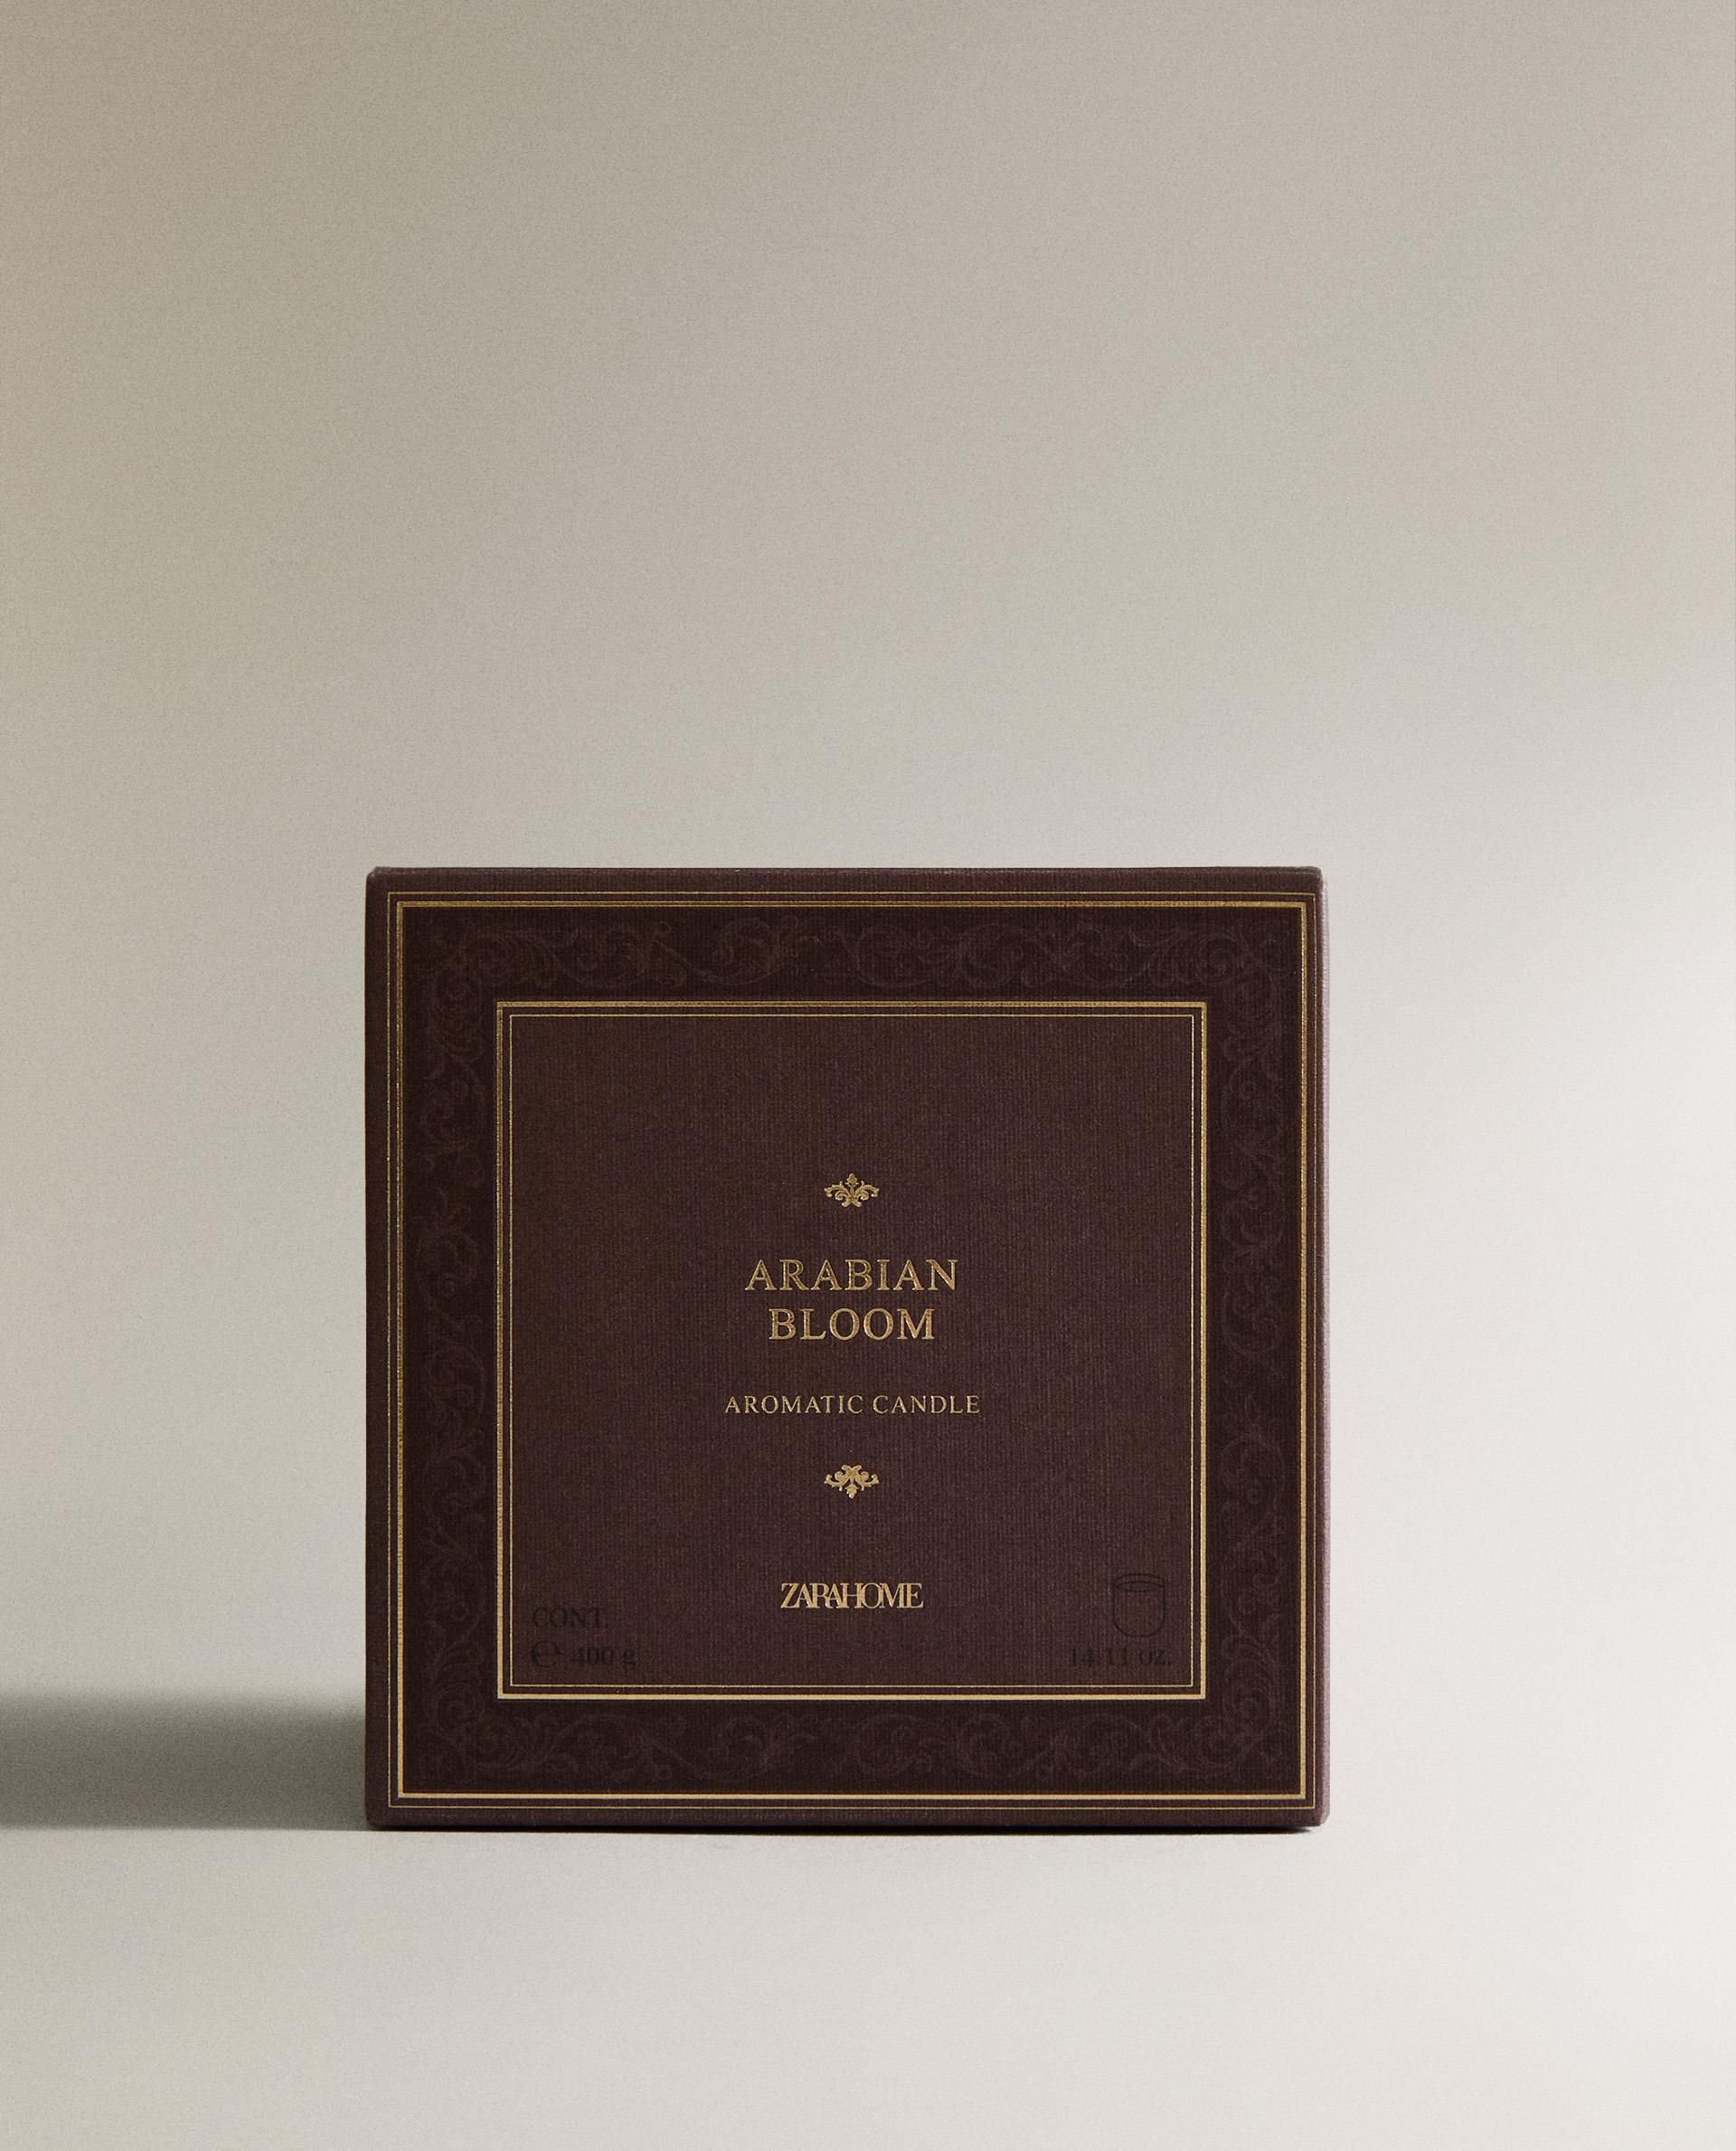 ARABIAN
BLOOM
AROMATIC CANDLE
ZARAHOME
CONT.
℮ 400 g
14.11 oz.